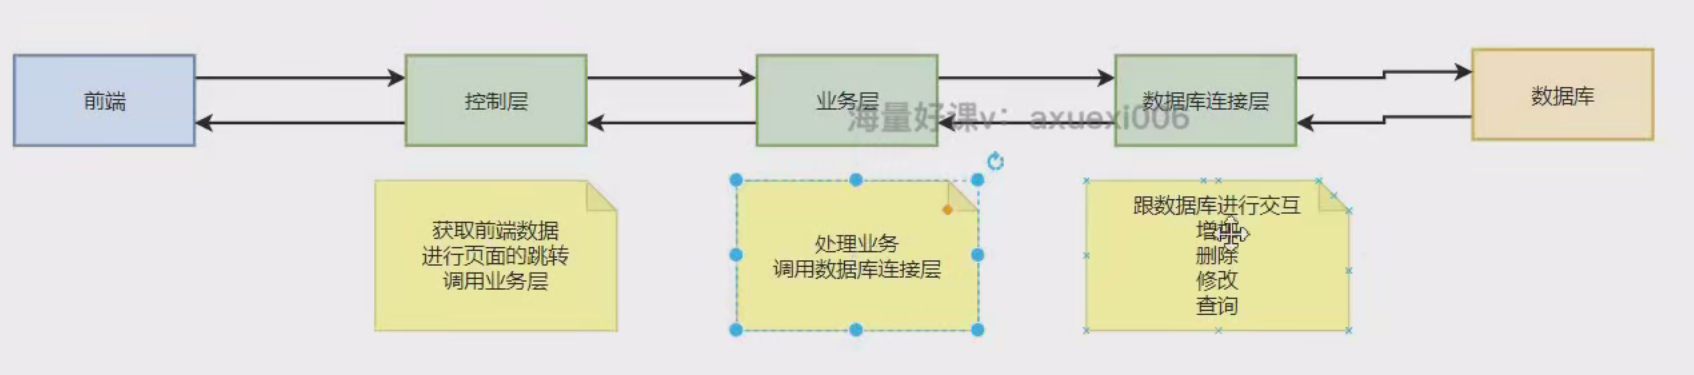 前端
控制层
业务层
数据库连接层
数据库
海量好课v：axuexi006
获取前端数据
进行页面的跳转
调用业务层
处理业务
调用数据库连接层
跟数据库进行交互
增加
删除
修改
查询